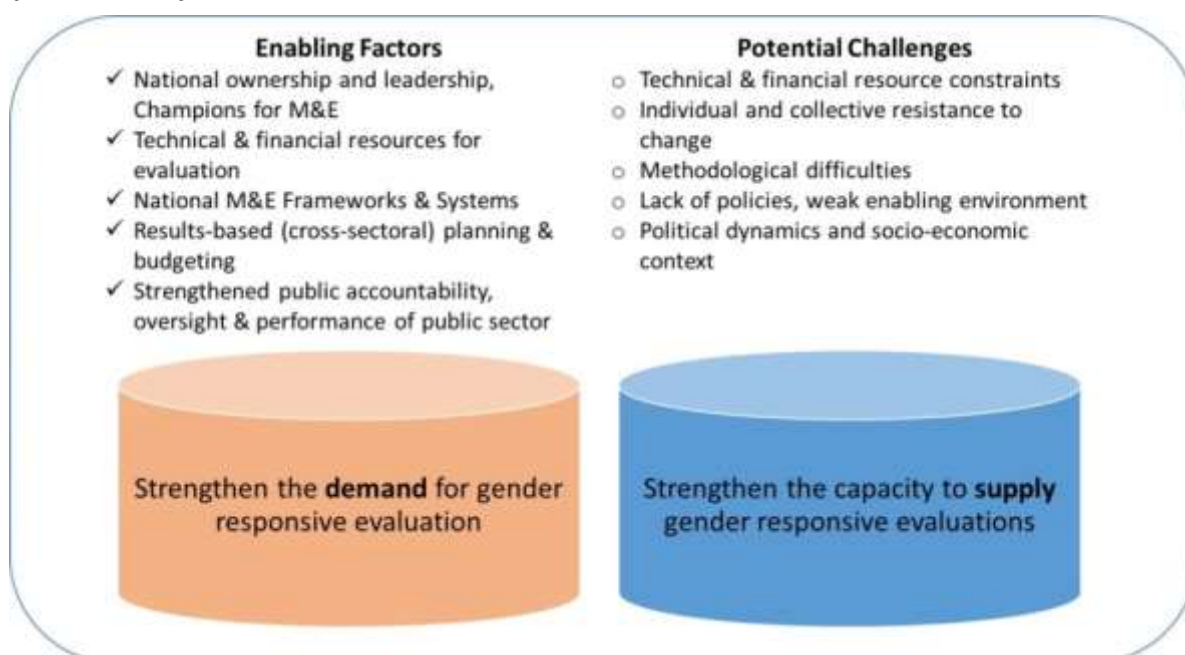 Enabling Factors
✓ National ownership and leadership,
Champions for M&E
✓ Technical & financial resources for
evaluation
✓ National M&E Frameworks & Systems
✓ Results-based (cross-sectoral) planning &
budgeting
✓ Strengthened public accountability,
oversight & performance of public sector
Potential Challenges
○ Technical & financial resource constraints
○ Individual and collective resistance to
change
○ Methodological difficulties
○ Lack of policies, weak enabling environment
○ Political dynamics and socio-economic
context
Strengthen the demand for gender
responsive evaluation
Strengthen the capacity to supply
gender responsive evaluations